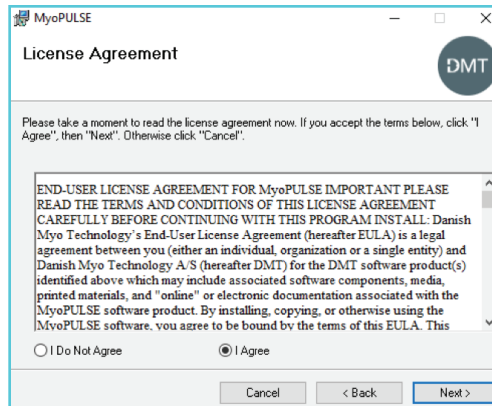 MyoPULSE
License Agreement
DMT
Please take a moment to read the license agreement now. If you accept the terms below, click "I
Agree", then "Next". Otherwise click "Cancel".
END-USER LICENSE AGREEMENT FOR MyoPULSE IMPORTANT PLEASE
READ THE TERMS AND CONDITIONS OF THIS LICENSE AGREEMENT
CAREFULLY BEFORE CONTINUING WITH THIS PROGRAM INSTALL: Danish
Myo Technology's End-User License Agreement (hereafter EULA) is a legal
agreement between you (either an individual, organization or a single entity) and
Danish Myo Technology A/S (hereafter DMT) for the DMT software product(s)
identified above which may include associated software components, media,
printed materials, and "online" or electronic documentation associated with the
MyoPULSE software product. By installing, copying, or otherwise using the
MyoPULSE software, you agree to be bound by the terms of this EULA. This
I Do Not Agree
I Agree
Cancel
< Back
Next >